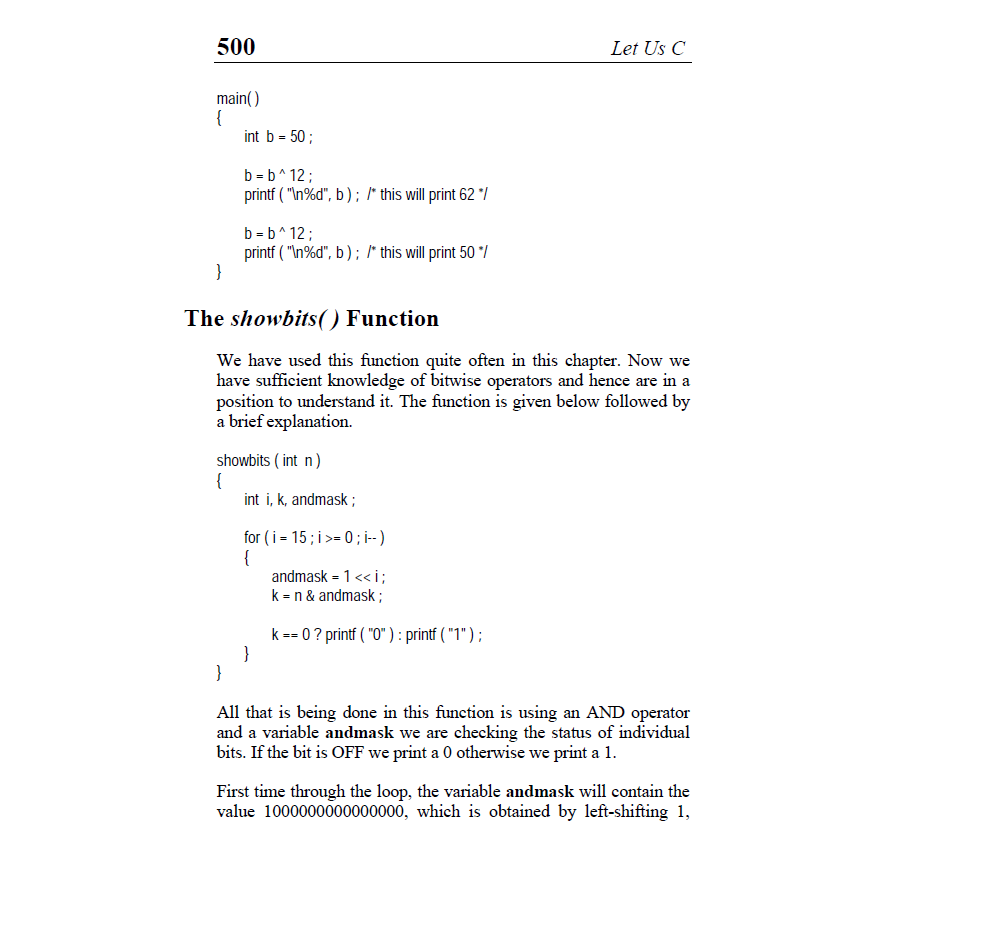 500 Let Us C
main( )
{
int b = 50 ;
b = b ^ 12 ;
printf ( "\n%d", b ) ; /* this will print 62 */
b = b ^ 12 ;
printf ( "\n%d", b ) ; /* this will print 50 */
}
The showbits( ) Function
We have used this function quite often in this chapter. Now we
have sufficient knowledge of bitwise operators and hence are in a
position to understand it. The function is given below followed by
a brief explanation.
showbits ( int n )
{
int i, k, andmask ;
for ( i = 15 ; i >= 0 ; i-- )
{
andmask = 1 << i ;
k = n & andmask ;
k == 0 ? printf ( "0" ) : printf ( "1" ) ;
}
}
All that is being done in this function is using an AND operator
and a variable andmask we are checking the status of individual
bits. If the bit is OFF we print a 0 otherwise we print a 1.
First time through the loop, the variable andmask will contain the
value 1000000000000000, which is obtained by left-shifting 1,